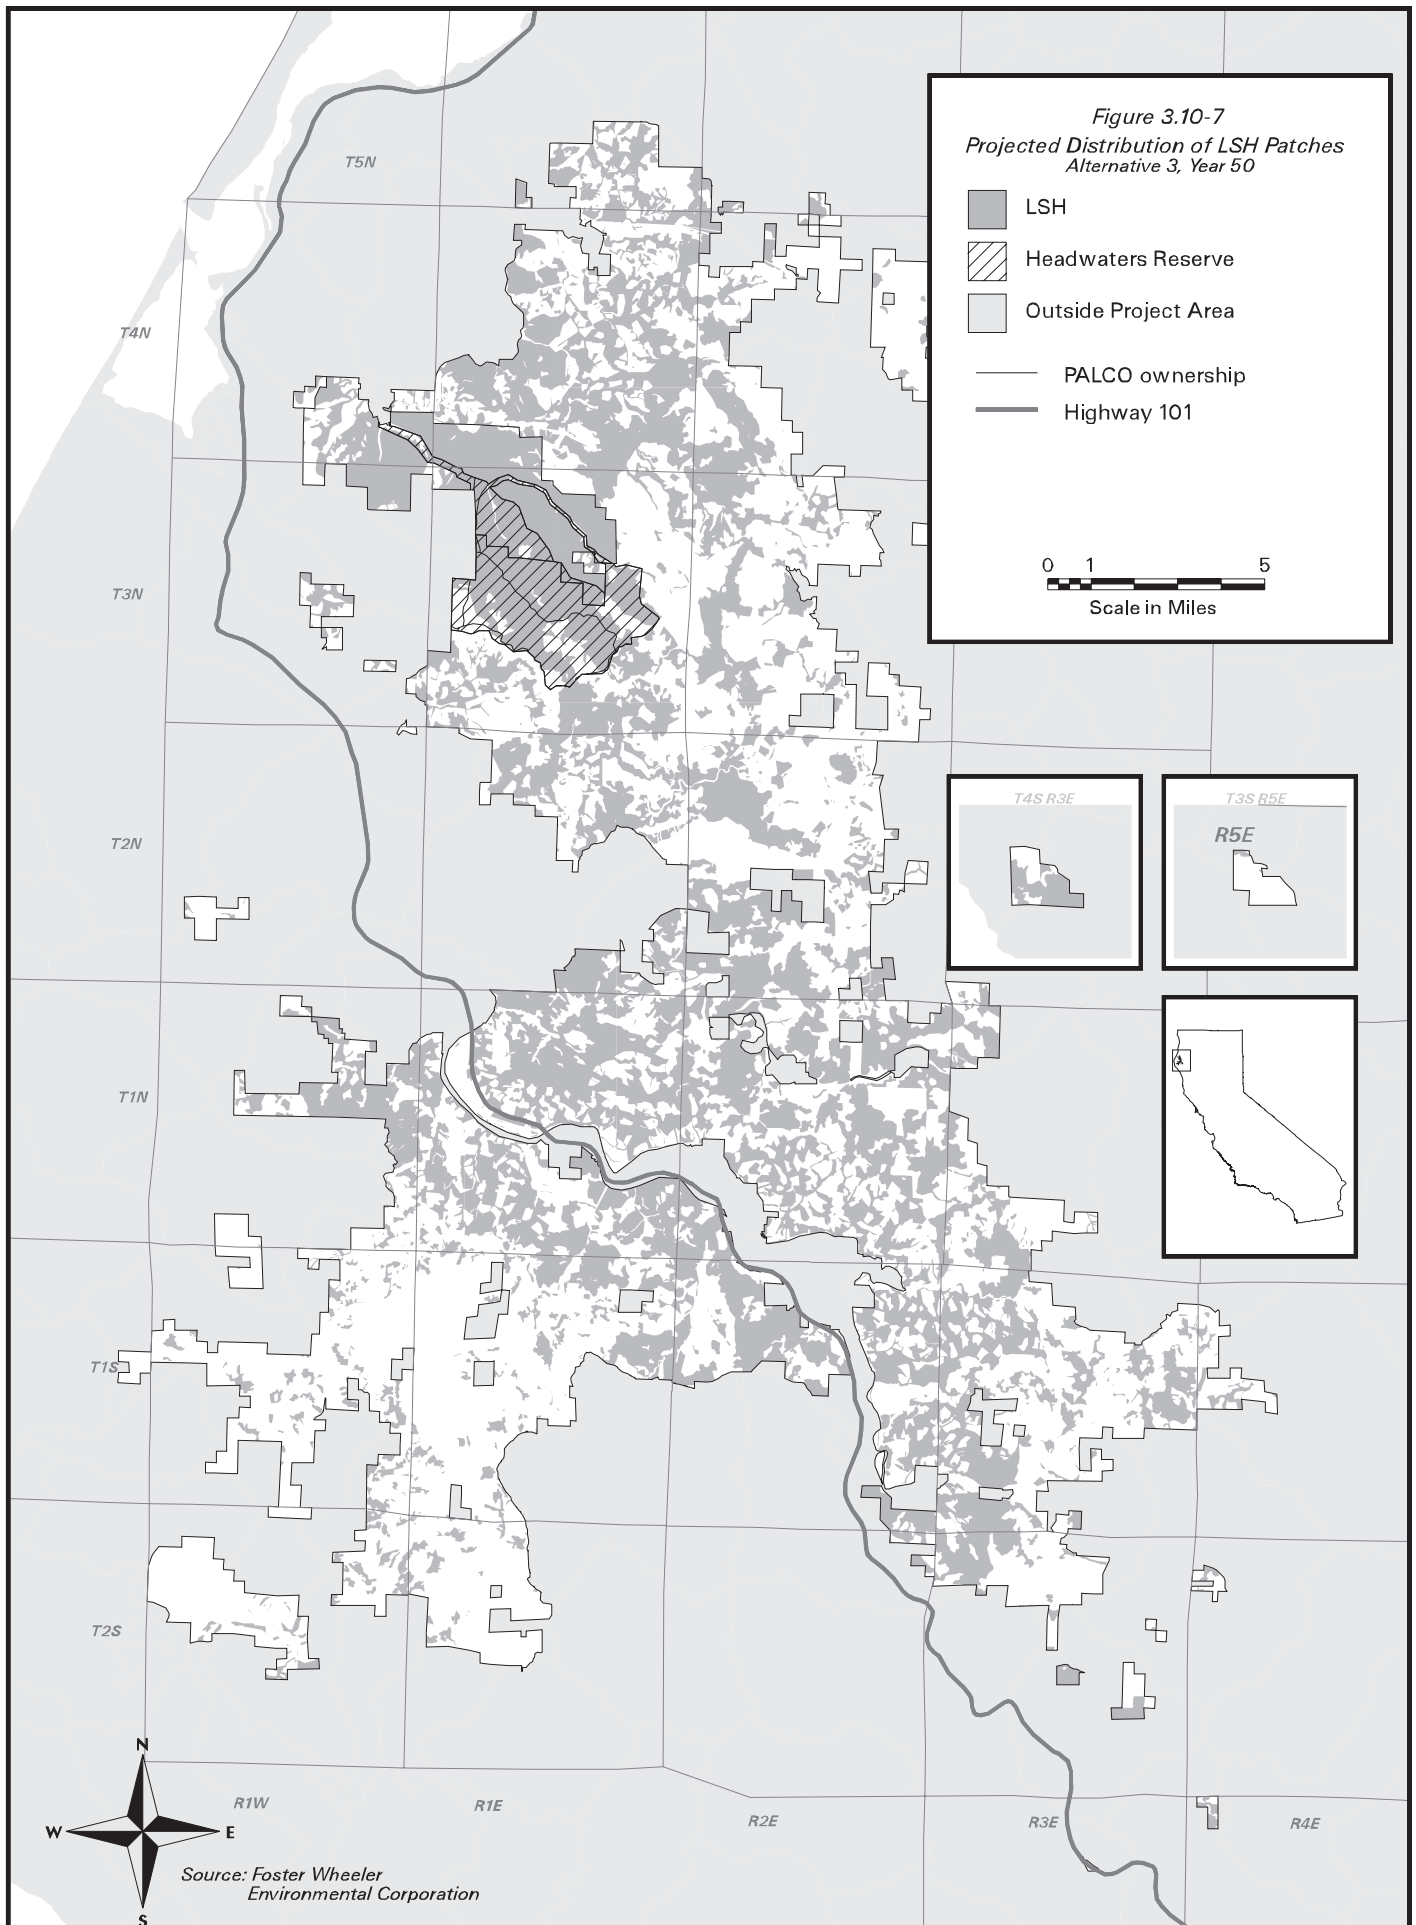 Figure 3.10-7
Projected Distribution of LSH Patches
Alternative 3, Year 50
LSH
Headwaters Reserve
Outside Project Area
PALCO ownership
Highway 101
0 1 5
Scale in Miles
T5N
T4N
T3N
T2N
T1N
T1S
T2S
T4S R3E
T3S R5E
R5E
R1W
R1E
R2E
R3E
R4E
N
W E
S
Source: Foster Wheeler
Environmental Corporation